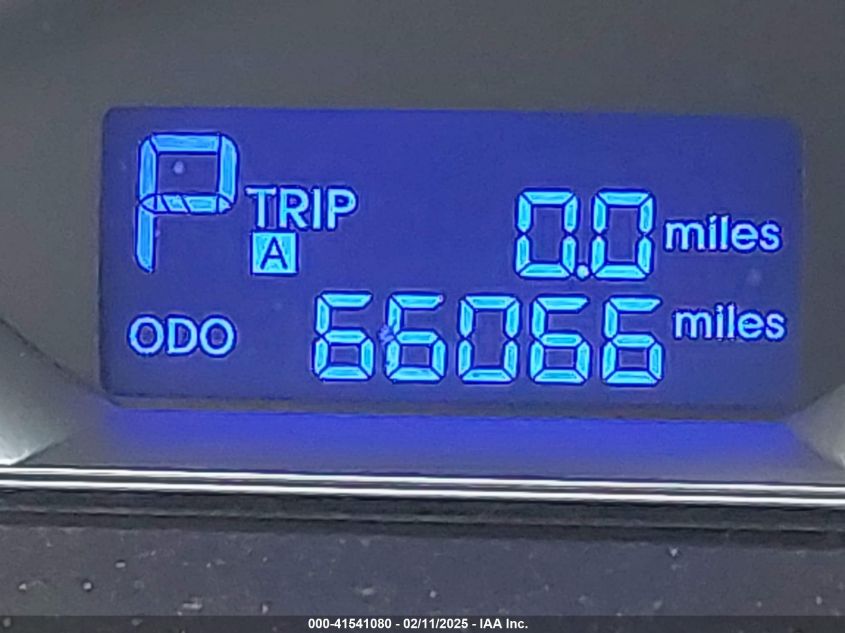 P TRIP 0.0 miles
A
ODO 66066 miles
000-41541080 - 02/11/2025 - IAA Inc.